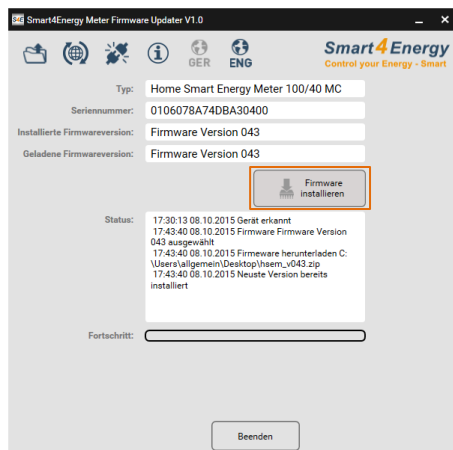 S4E Smart4Energy Meter Firmware Updater V1.0
GER
ENG
Smart4Energy
Control your Energy - Smart
Typ:
Home Smart Energy Meter 100/40 MC
Seriennummer:
0106078A74DBA30400
Installierte Firmwareversion:
Firmware Version 043
Geladene Firmwareversion:
Firmware Version 043
Firmware
installieren
Status:
17:30:13 08.10.2015 Gerät erkannt
17:43:40 08.10.2015 Firmware Firmware Version
043 ausgewählt
17:43:40 08.10.2015 Firmeware herunterladen C:
\Users\allgemein\Desktop\hsem_v043.zip
17:43:40 08.10.2015 Neuste Version bereits
installiert
Fortschritt:
Beenden